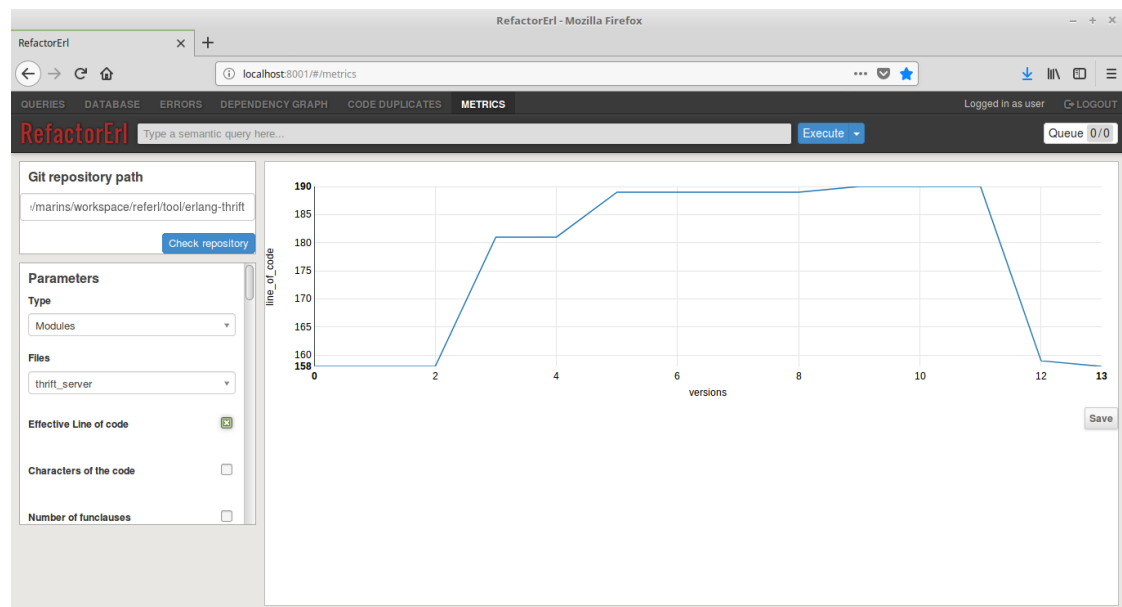 RefactorErl - Mozilla Firefox
RefactorErl
localhost:8001/#/metrics
QUERIES DATABASE ERRORS DEPENDENCY GRAPH CODE DUPLICATES METRICS Logged in as user LOGOUT
RefactorErl Type a semantic query here... Execute Queue 0/0
Git repository path
/marins/workspace/referl/tool/erlang-thrift
Check repository
Parameters
Type
Modules
Files
thrift_server
Effective Line of code
Characters of the code
Number of funclauses
190
185
180
175
170
165
160
158
line_of_code
0 2 4 6 8 10 12 13
versions
Save